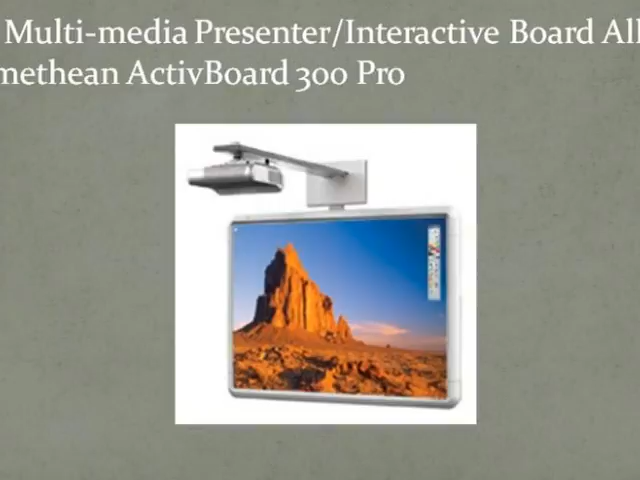 Multi-media Presenter/Interactive Board All
methean ActivBoard 300 Pro